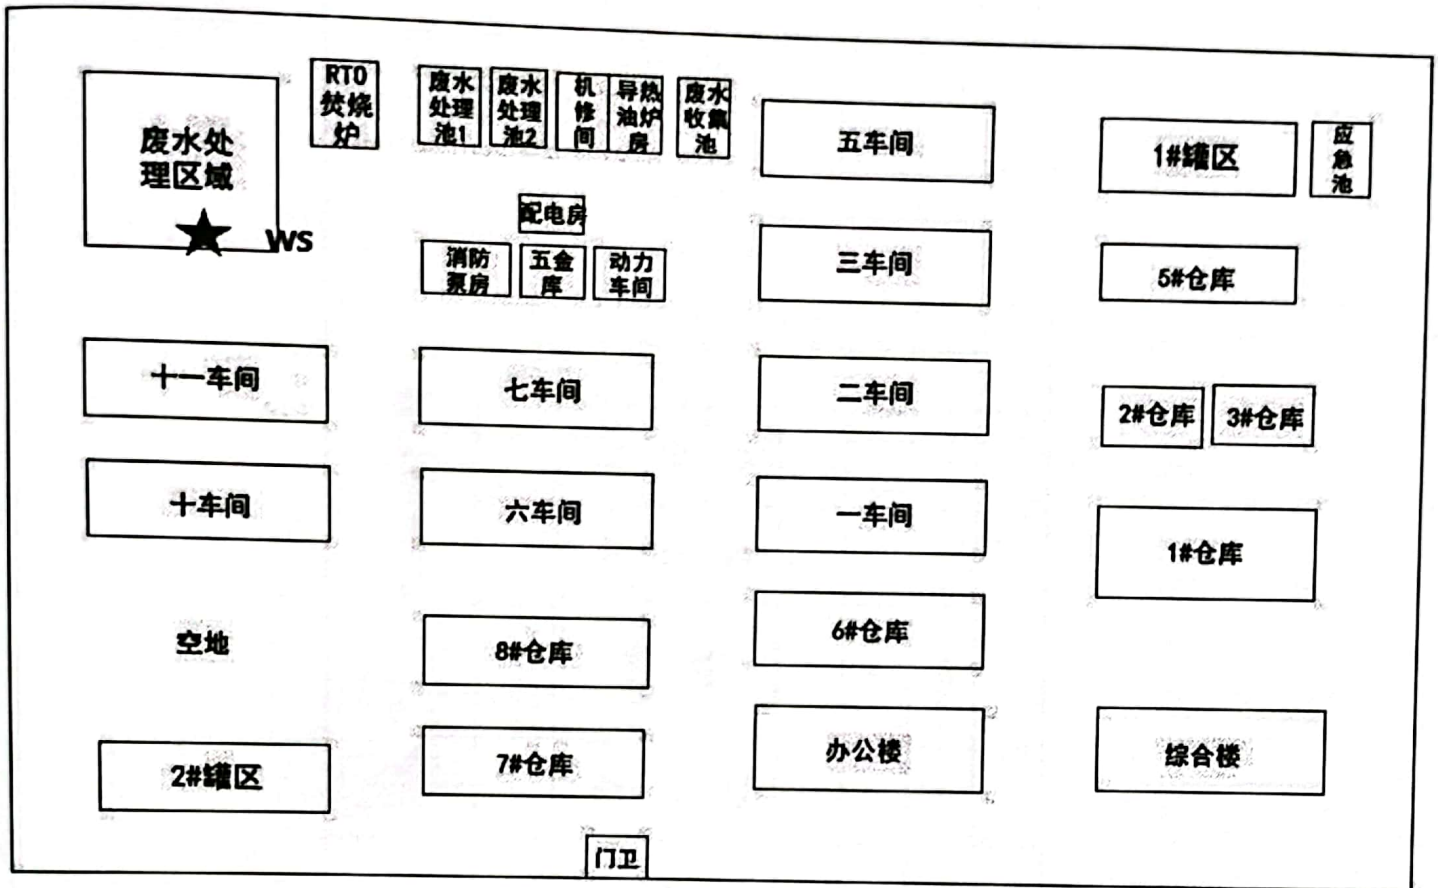 废水处
理区域
WS
RTO
焚烧
炉
废水
处理
池1
废水
处理
池2
机
修
间
导热
油炉
房
废水
收集
池
五车间
1#罐区
应
急
池
配电房
消防
泵房
五金
库
动力
车间
三车间
5#仓库
十一车间
七车间
二车间
2#仓库
3#仓库
十车间
六车间
一车间
1#仓库
空地
8#仓库
6#仓库
2#罐区
7#仓库
办公楼
综合楼
门卫